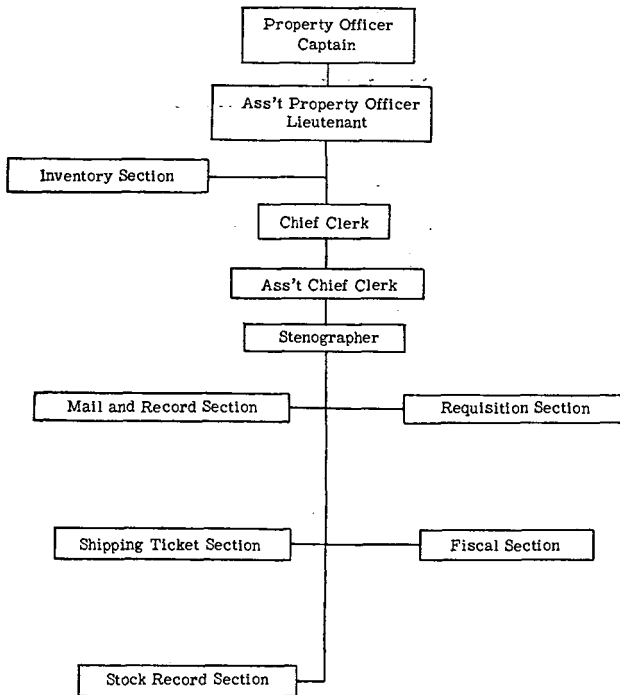 Property Officer
Captain
Ass't Property Officer
Lieutenant
Inventory Section
Chief Clerk
Ass't Chief Clerk
Stenographer
Mail and Record Section
Requisition Section
Shipping Ticket Section
Fiscal Section
Stock Record Section